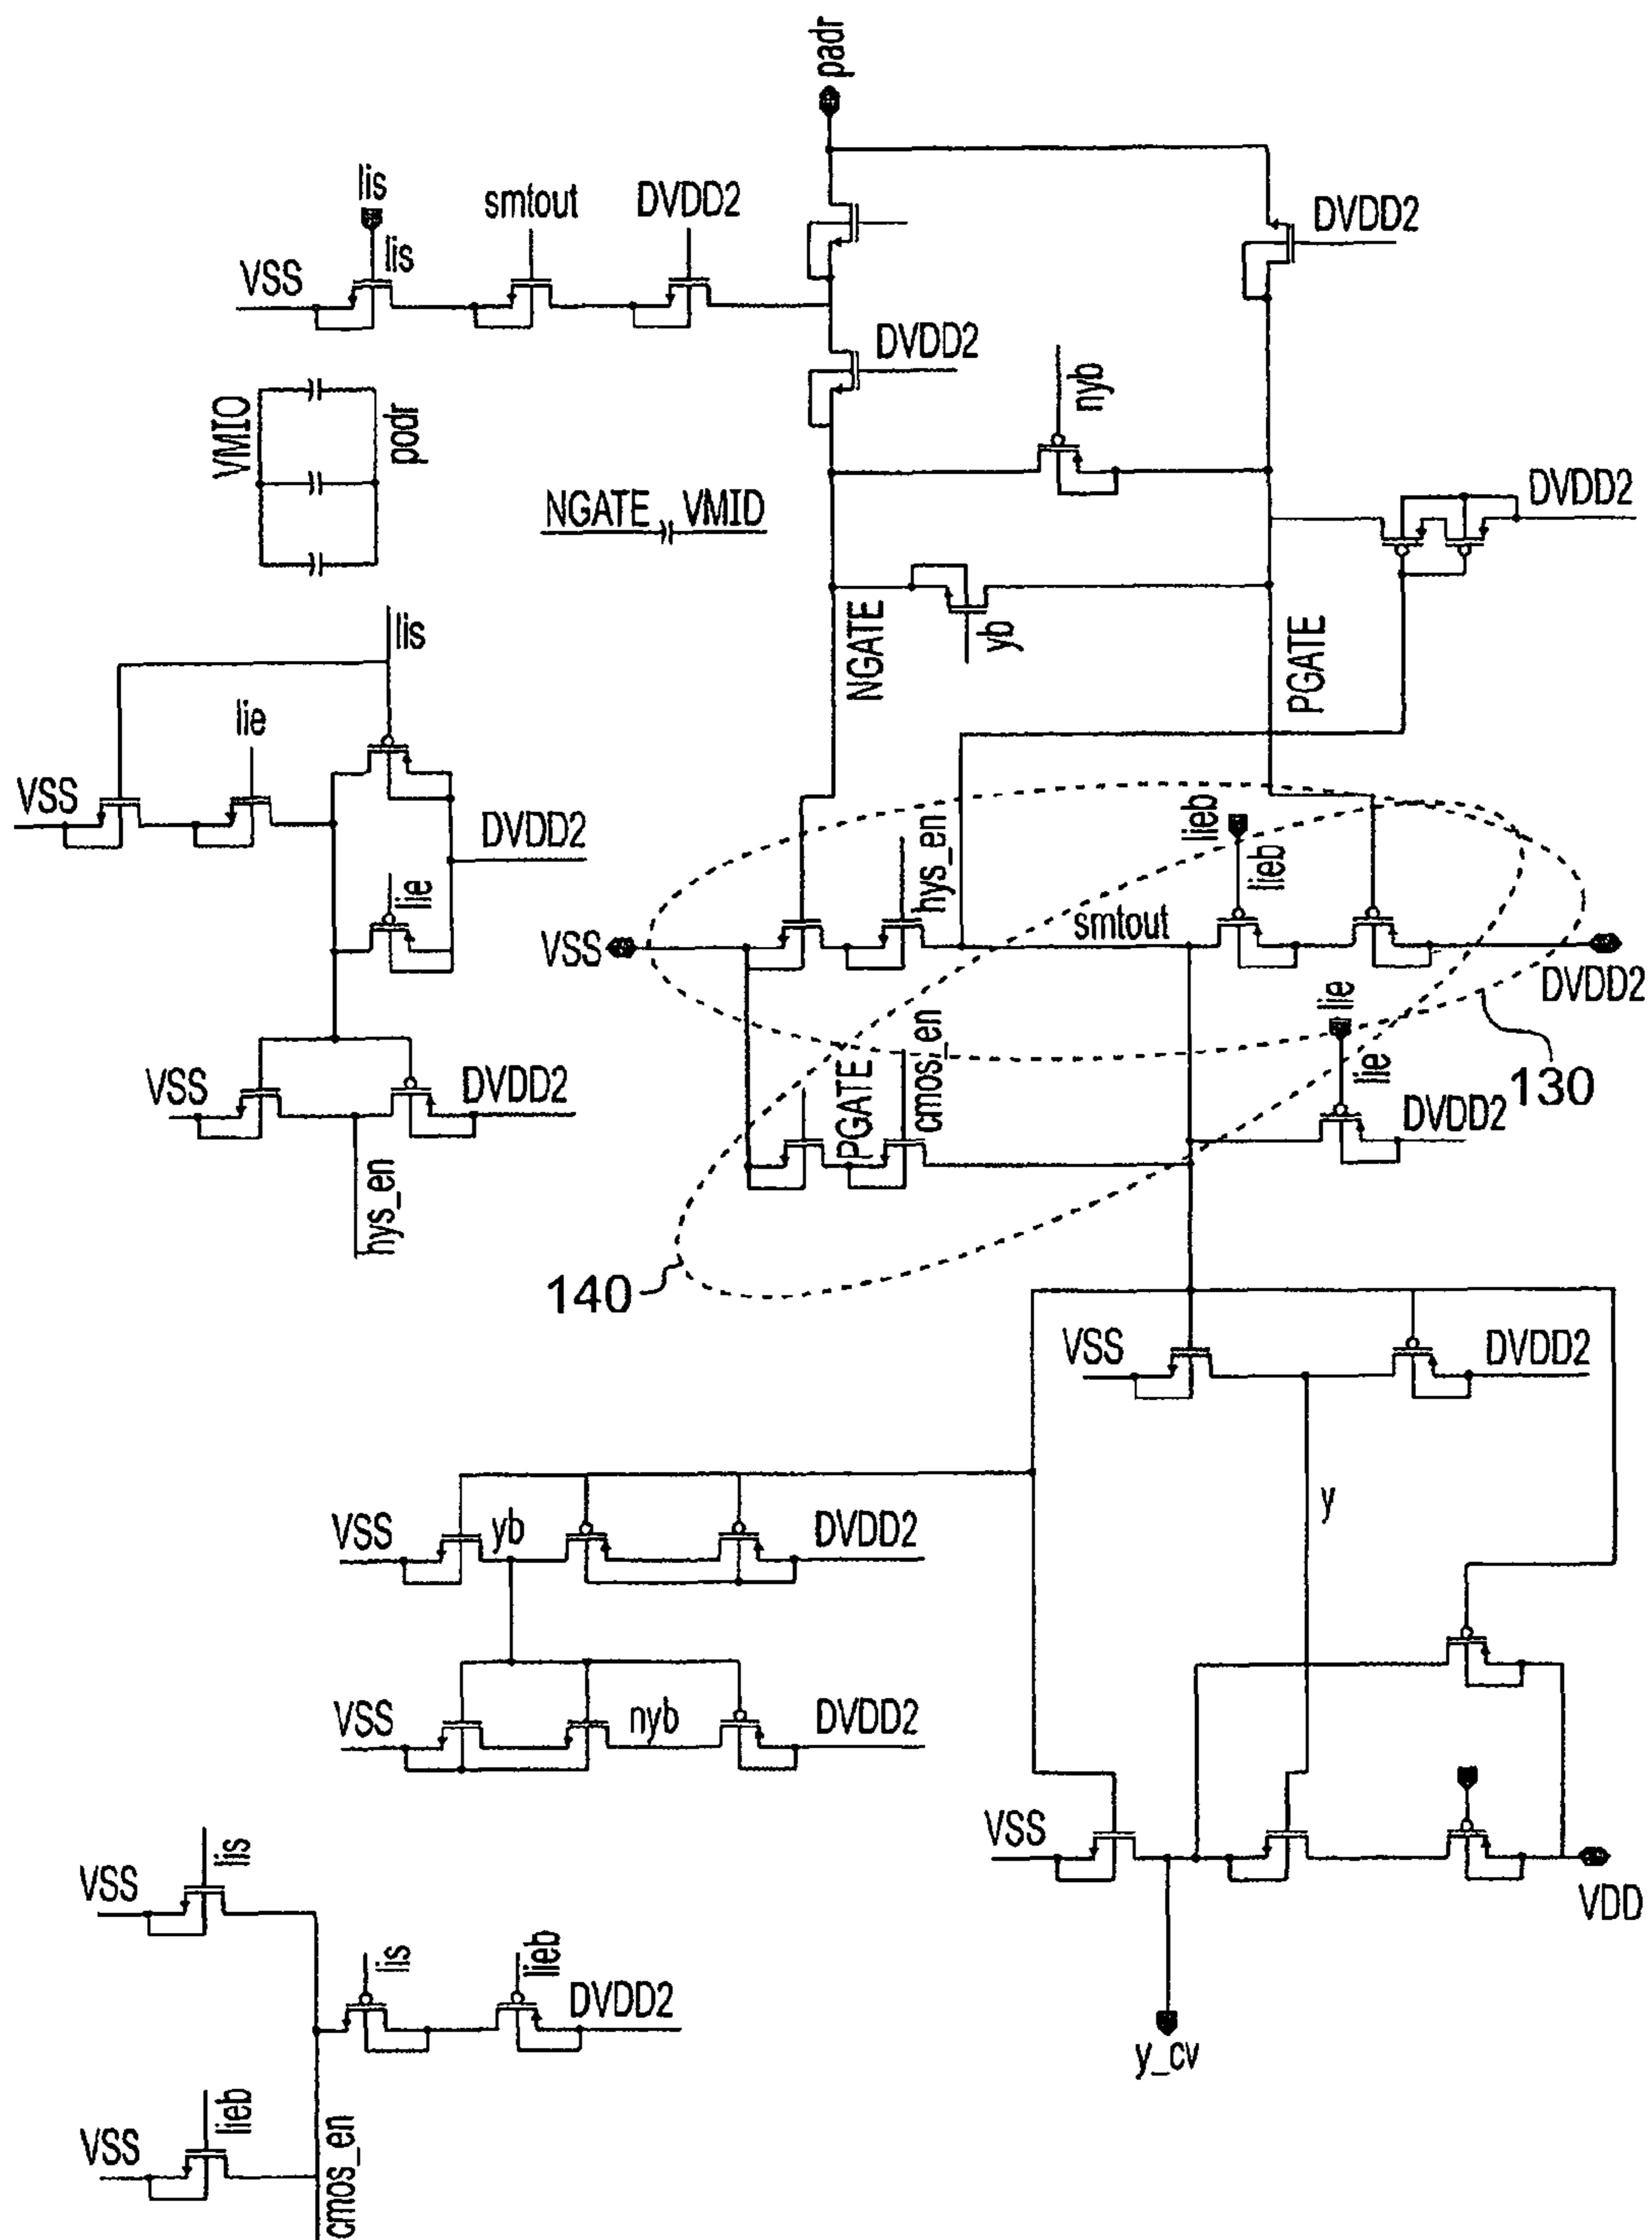 padr
lis
lis
smtout
DVDD2
VSS
DVDD2
DVDD2
nyb
VMIO
podr
NGATE
VMID
DVDD2
NGATE
yb
PGATE
lis
lie
VSS
DVDD2
lie
hys_en
lieb
lieb
smtout
VSS
DVDD2
lie
lie
DVDD2
130
PGATE
cmos_en
VSS
DVDD2
hys_en
140
VSS
DVDD2
y
VSS
yb
DVDD2
VSS
nyb
DVDD2
VSS
VDD
y_cv
lis
VSS
lis
lieb
DVDD2
lieb
VSS
cmos_en